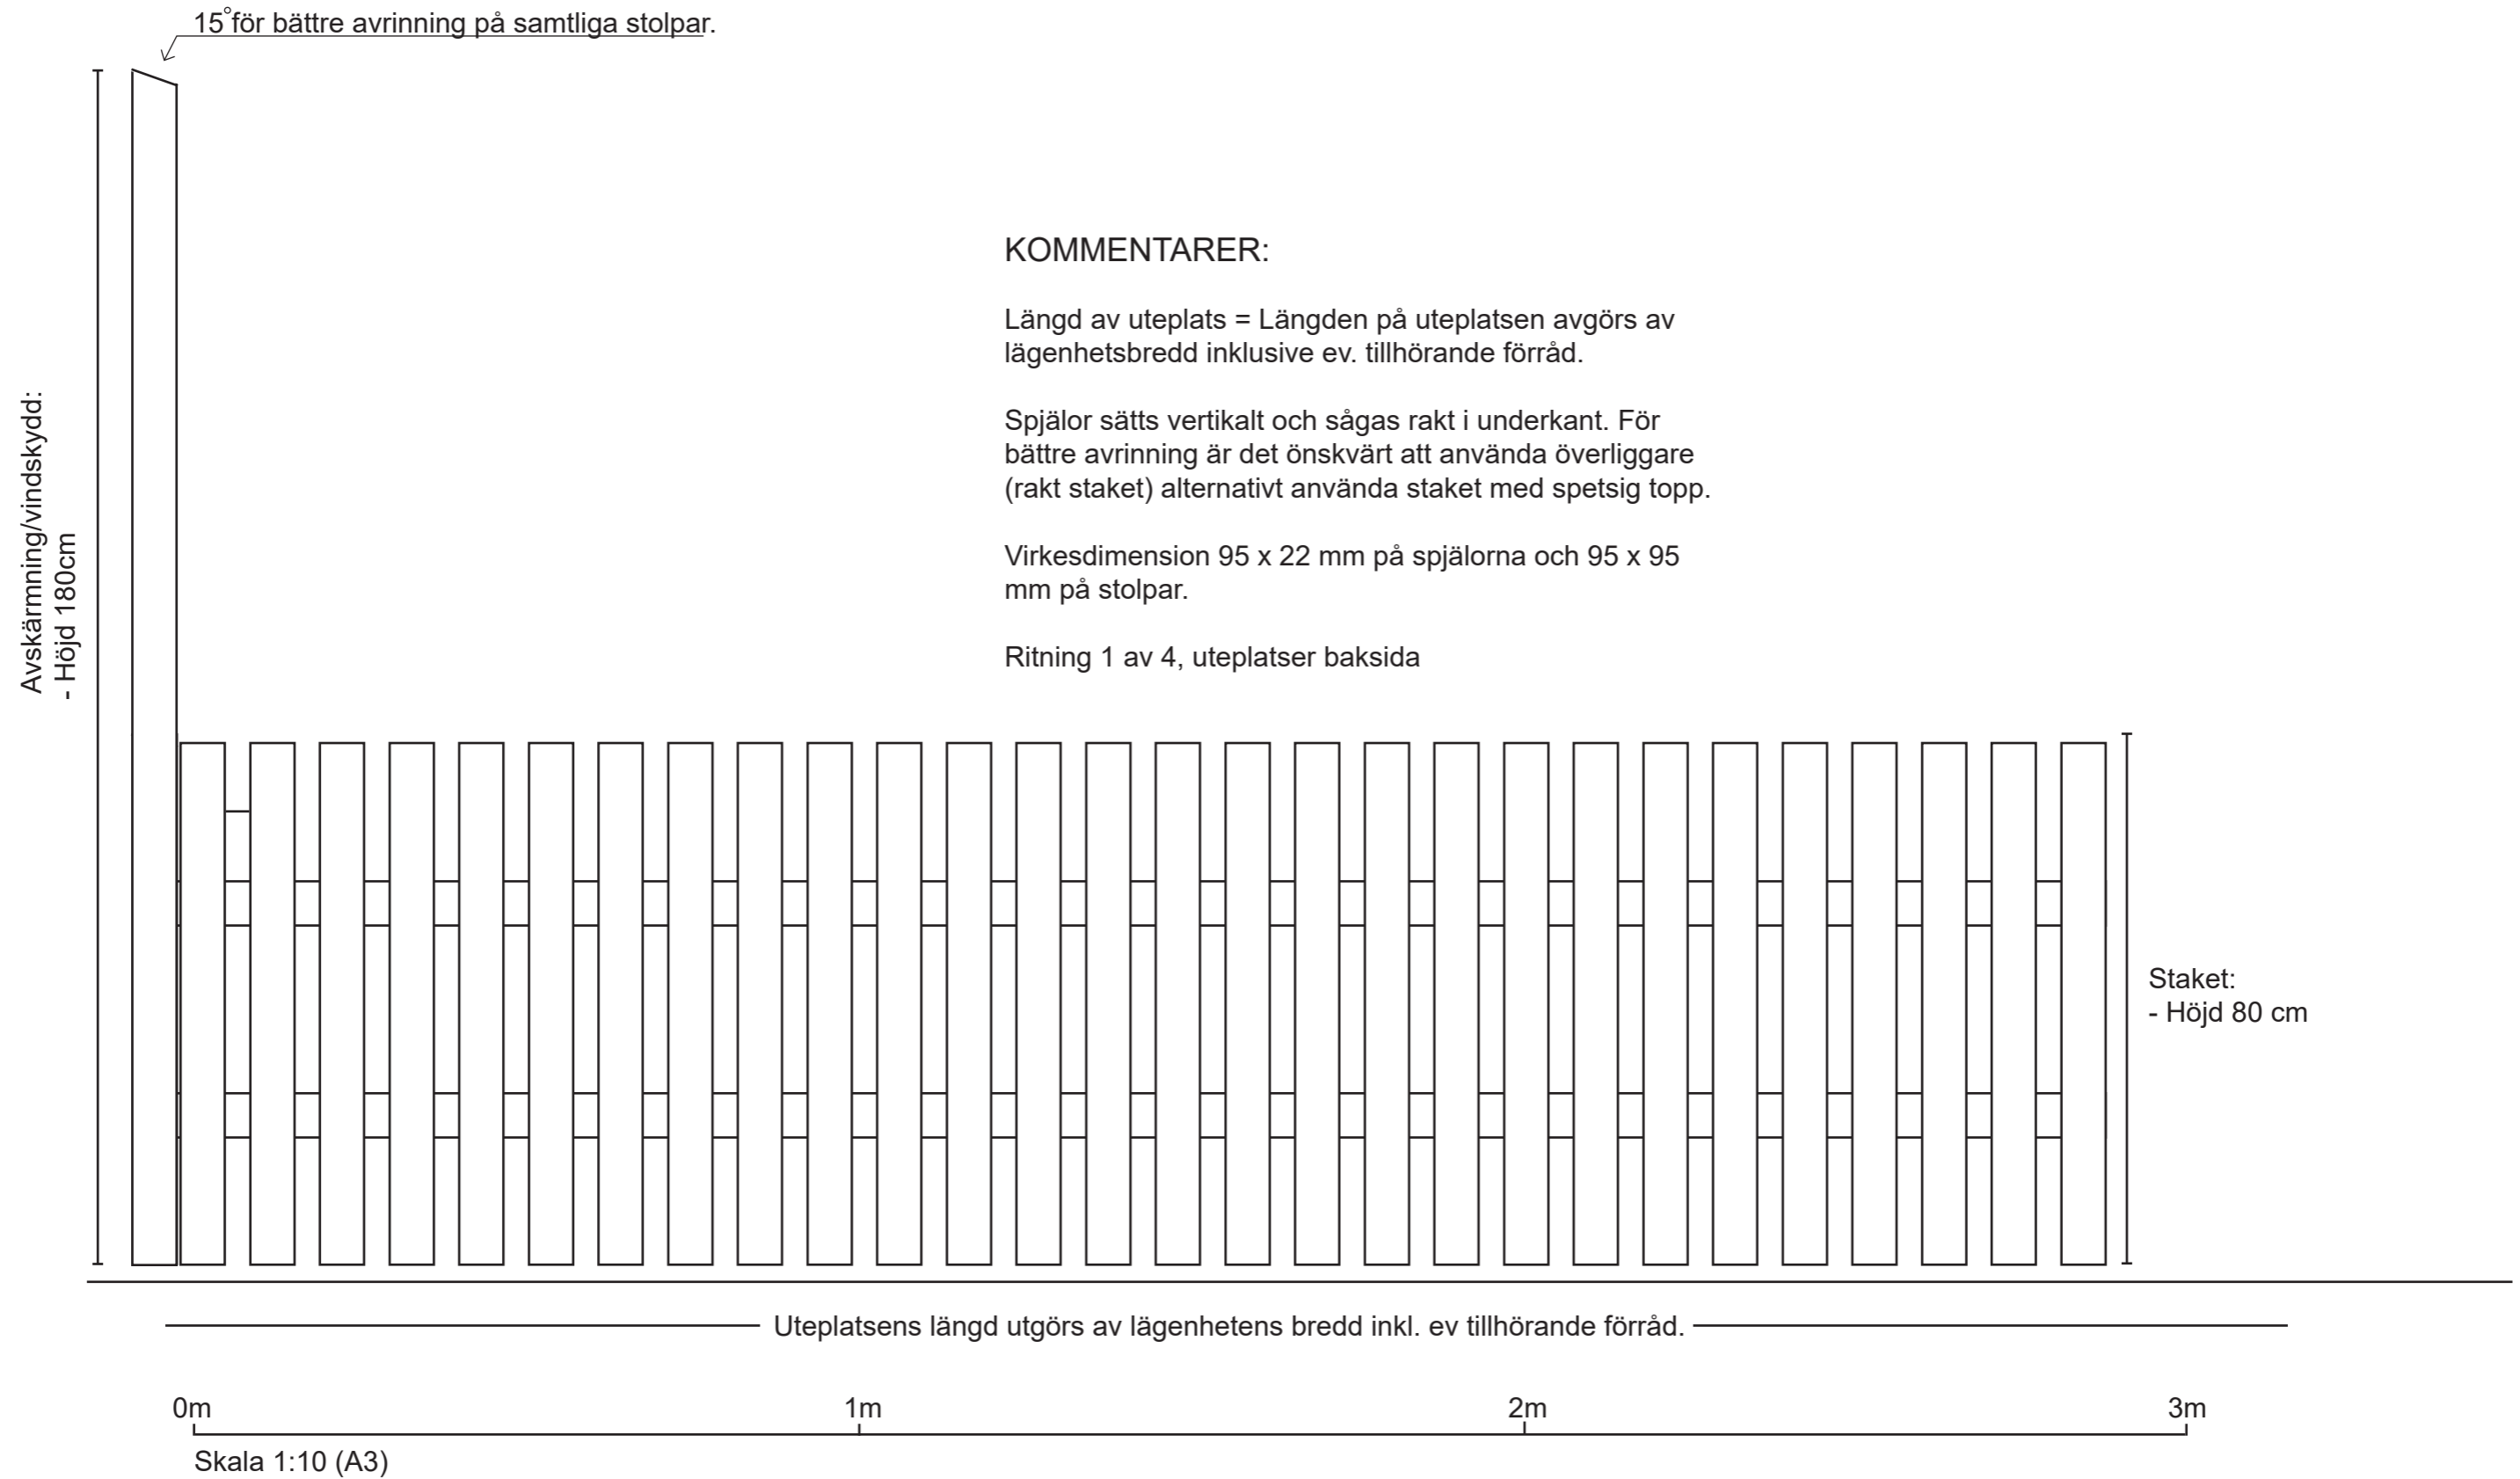 15°för bättre avrinning på samtliga stolpar.
Avskärmning/vindskydd:
- Höjd 180cm
KOMMENTARER:
Längd av uteplats = Längden på uteplatsen avgörs av
lägenhetsbredd inklusive ev. tillhörande förråd.
Spjälor sätts vertikalt och sågas rakt i underkant. För
bättre avrinning är det önskvärt att använda överliggare
(rakt staket) alternativt använda staket med spetsig topp.
Virkesdimension 95 x 22 mm på spjälorna och 95 x 95
mm på stolpar.
Ritning 1 av 4, uteplatser baksida
Staket:
- Höjd 80 cm
Uteplatsens längd utgörs av lägenhetens bredd inkl. ev tillhörande förråd.
0m 1m 2m 3m
Skala 1:10 (A3)